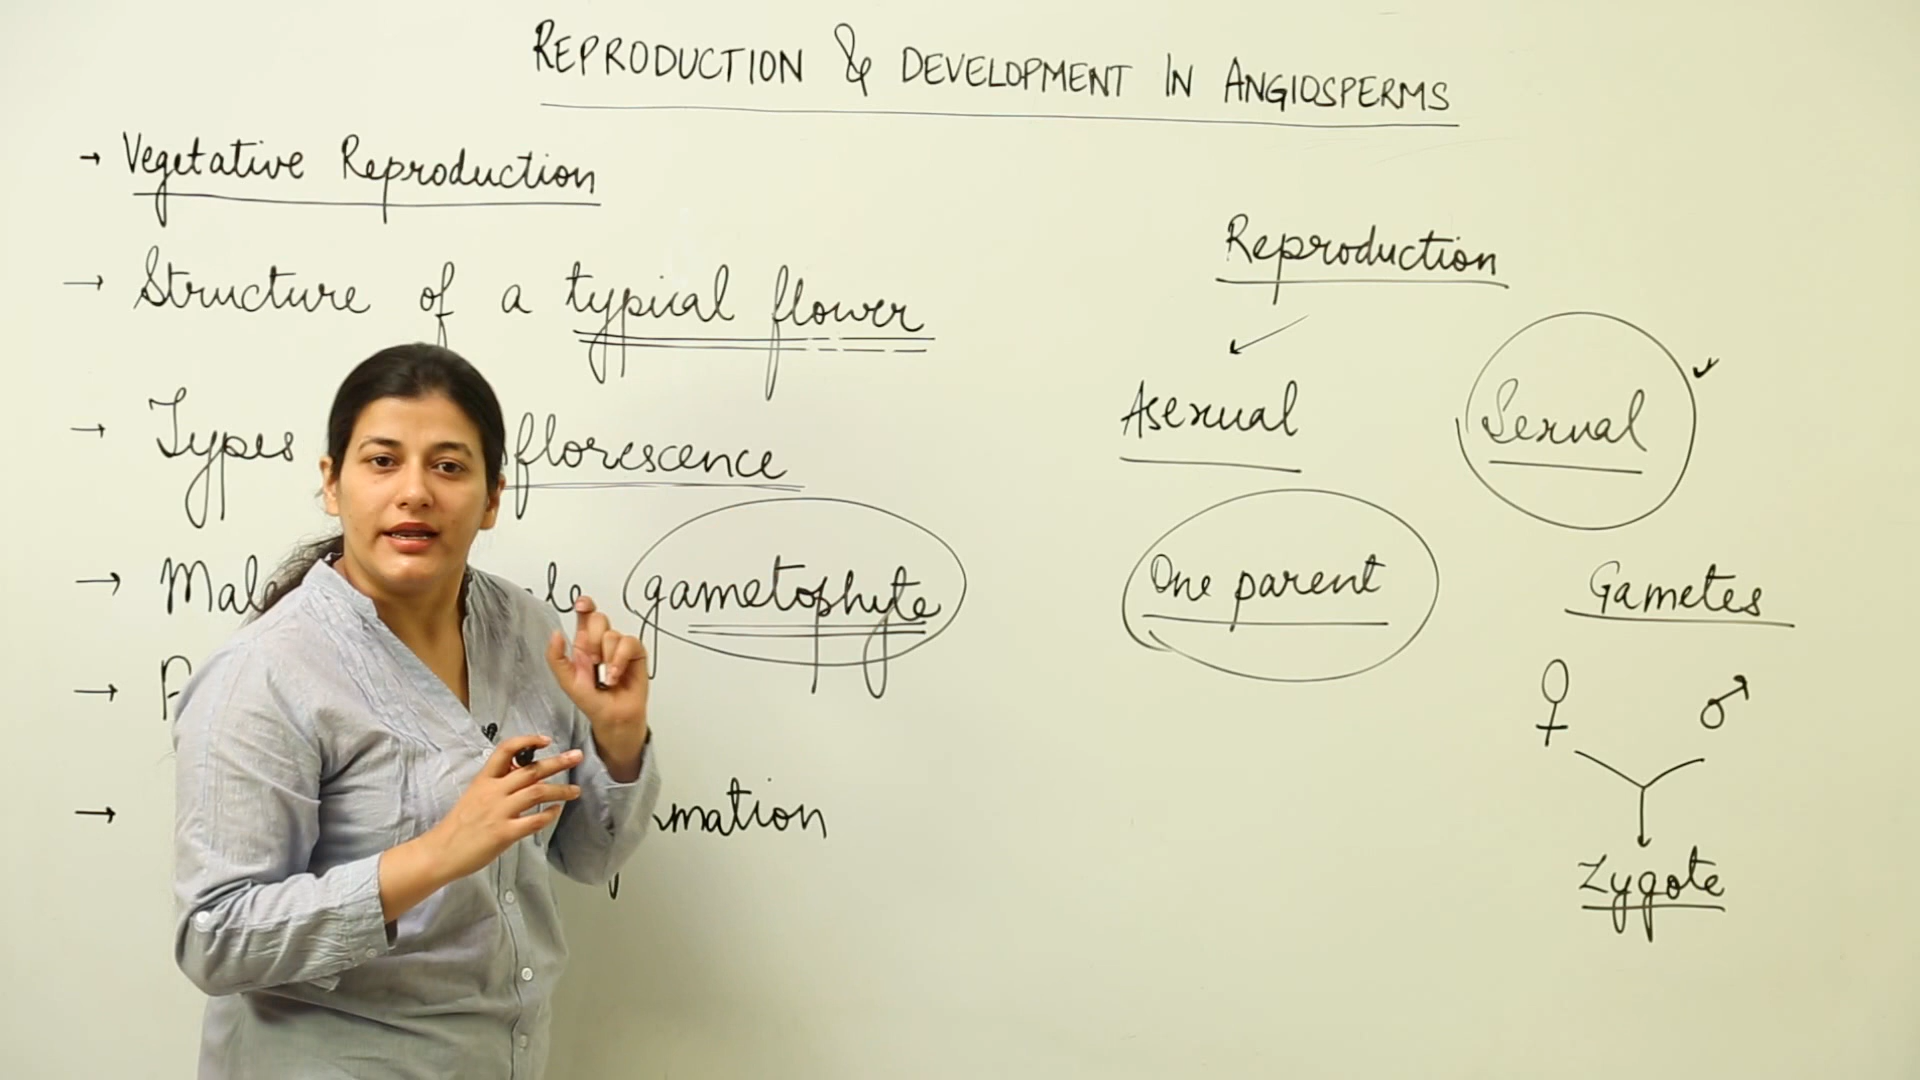 REPRODUCTION & DEVELOPMENT IN ANGIOSPERMS
→ Vegetative Reproduction
→ Structure of a typical flower
→ Types florescence
→ Male gametophyte
→
→ mation
Reproduction
Asexual
Sexual
One parent
Gametes
♀ ♂
Zygote